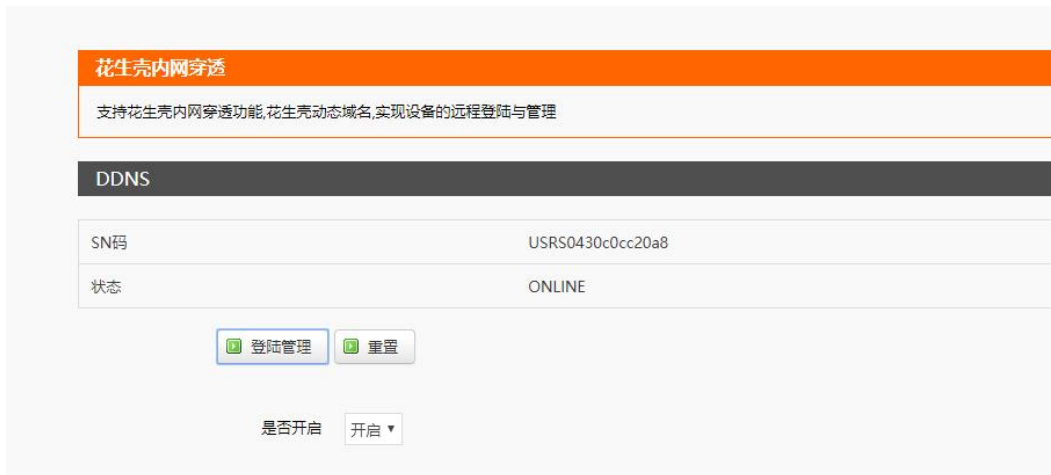 花生壳内网穿透
支持花生壳内网穿透功能,花生壳动态域名,实现设备的远程登陆与管理
DDNS
SN码 USRS0430c0cc20a8
状态 ONLINE
登陆管理 重置
是否开启 开启